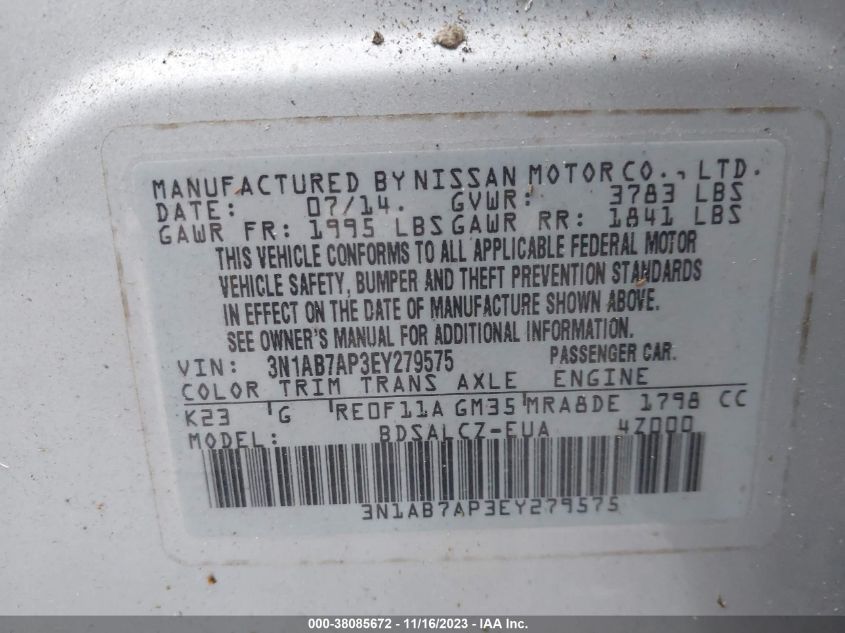 MANUFACTURED BY NISSAN MOTOR CO., LTD.
DATE: 07/14. GVWR: 3783 LBS
GAWR FR: 1995 LBS GAWR RR: 1841 LBS
THIS VEHICLE CONFORMS TO ALL APPLICABLE FEDERAL MOTOR
VEHICLE SAFETY, BUMPER AND THEFT PREVENTION STANDARDS
IN EFFECT ON THE DATE OF MANUFACTURE SHOWN ABOVE.
SEE OWNER'S MANUAL FOR ADDITIONAL INFORMATION.
VIN: 3N1AB7AP3EY279575 PASSENGER CAR.
COLOR TRIM TRANS AXLE ENGINE
K23 G RE0F11A GM35 MRA8DE 1798 CC
MODEL: BDSALCZ-EUA 4Z000
3N1AB7AP3EY279575
000-38085672 - 11/16/2023 - IAA Inc.